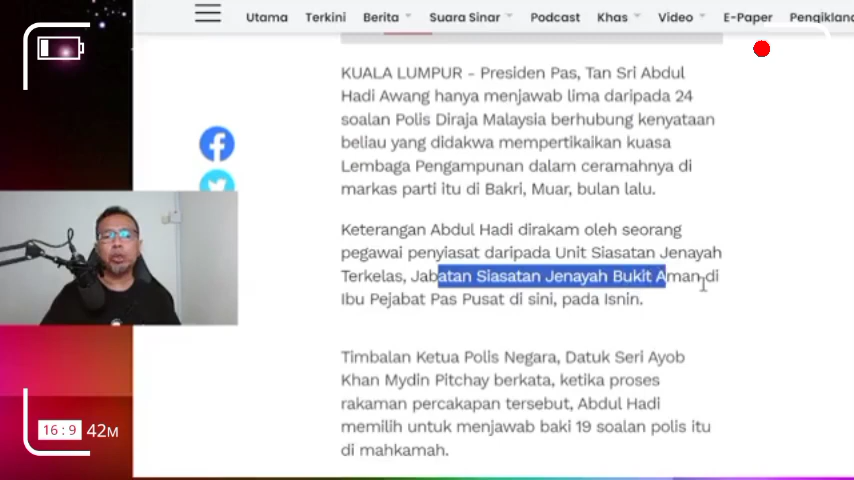 Utama Terkini Berita Suara Sinar Podcast Khas Video E-Paper Pengiklana
KUALA LUMPUR - Presiden Pas, Tan Sri Abdul
Hadi Awang hanya menjawab lima daripada 24
soalan Polis Diraja Malaysia berhubung kenyataan
beliau yang didakwa mempertikaikan kuasa
Lembaga Pengampunan dalam ceramahnya di
markas parti itu di Bakri, Muar, bulan lalu.
Keterangan Abdul Hadi dirakam oleh seorang
pegawai penyiasat daripada Unit Siasatan Jenayah
Terkelas, Jabatan Siasatan Jenayah Bukit Aman di
Ibu Pejabat Pas Pusat di sini, pada Isnin.
Timbalan Ketua Polis Negara, Datuk Seri Ayob
Khan Mydin Pitchay berkata, ketika proses
rakaman percakapan tersebut, Abdul Hadi
memilih untuk menjawab baki 19 soalan polis itu
di mahkamah.
16:9 42M